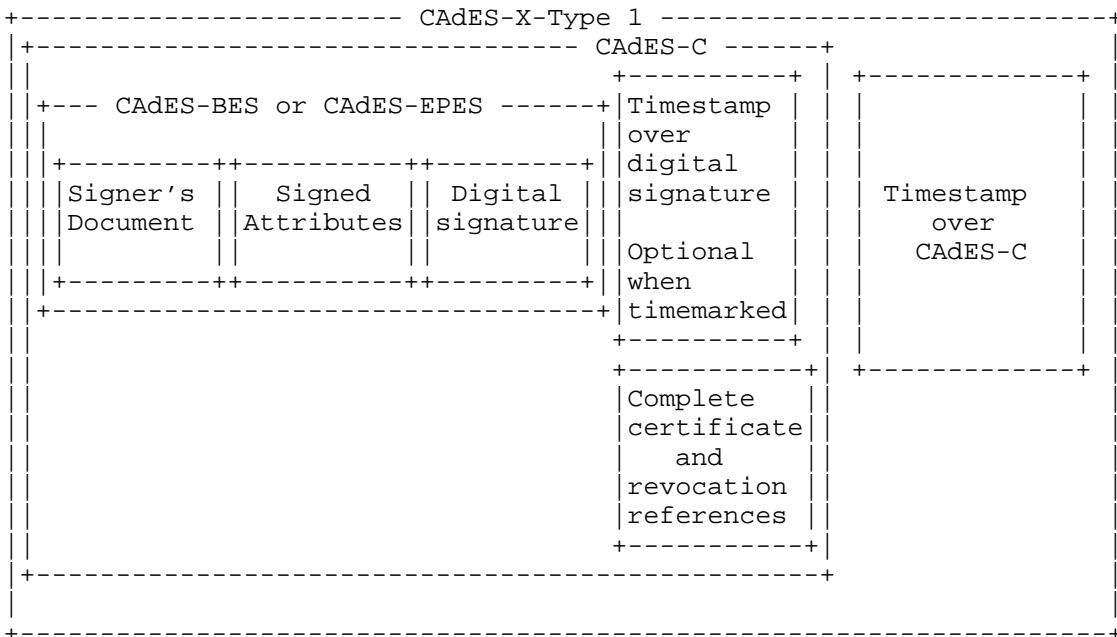 CAdES-X-Type 1
CAdES-C
CAdES-BES or CAdES-EPES
Signer's
Document
Signed
Attributes
Digital
signature
Timestamp
over
digital
signature
Optional
when
timemarked
Complete
certificate
and
revocation
references
Timestamp
over
CAdES-C